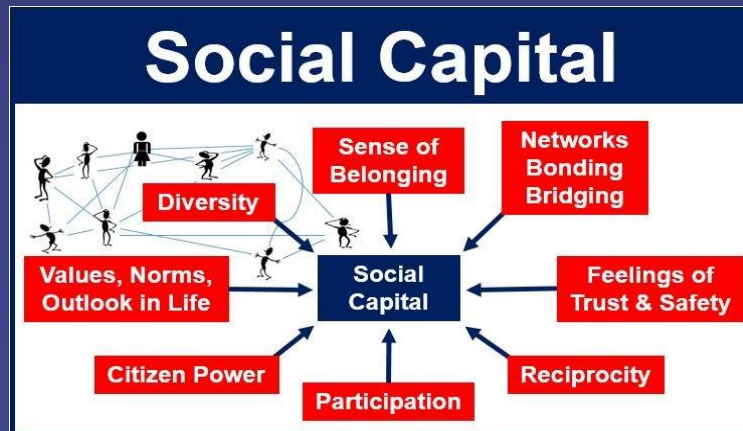 Social Capital
Sense of
Belonging
Networks
Bonding
Bridging
Diversity
Values, Norms,
Outlook in Life
Social
Capital
Feelings of
Trust & Safety
Citizen Power
Participation
Reciprocity